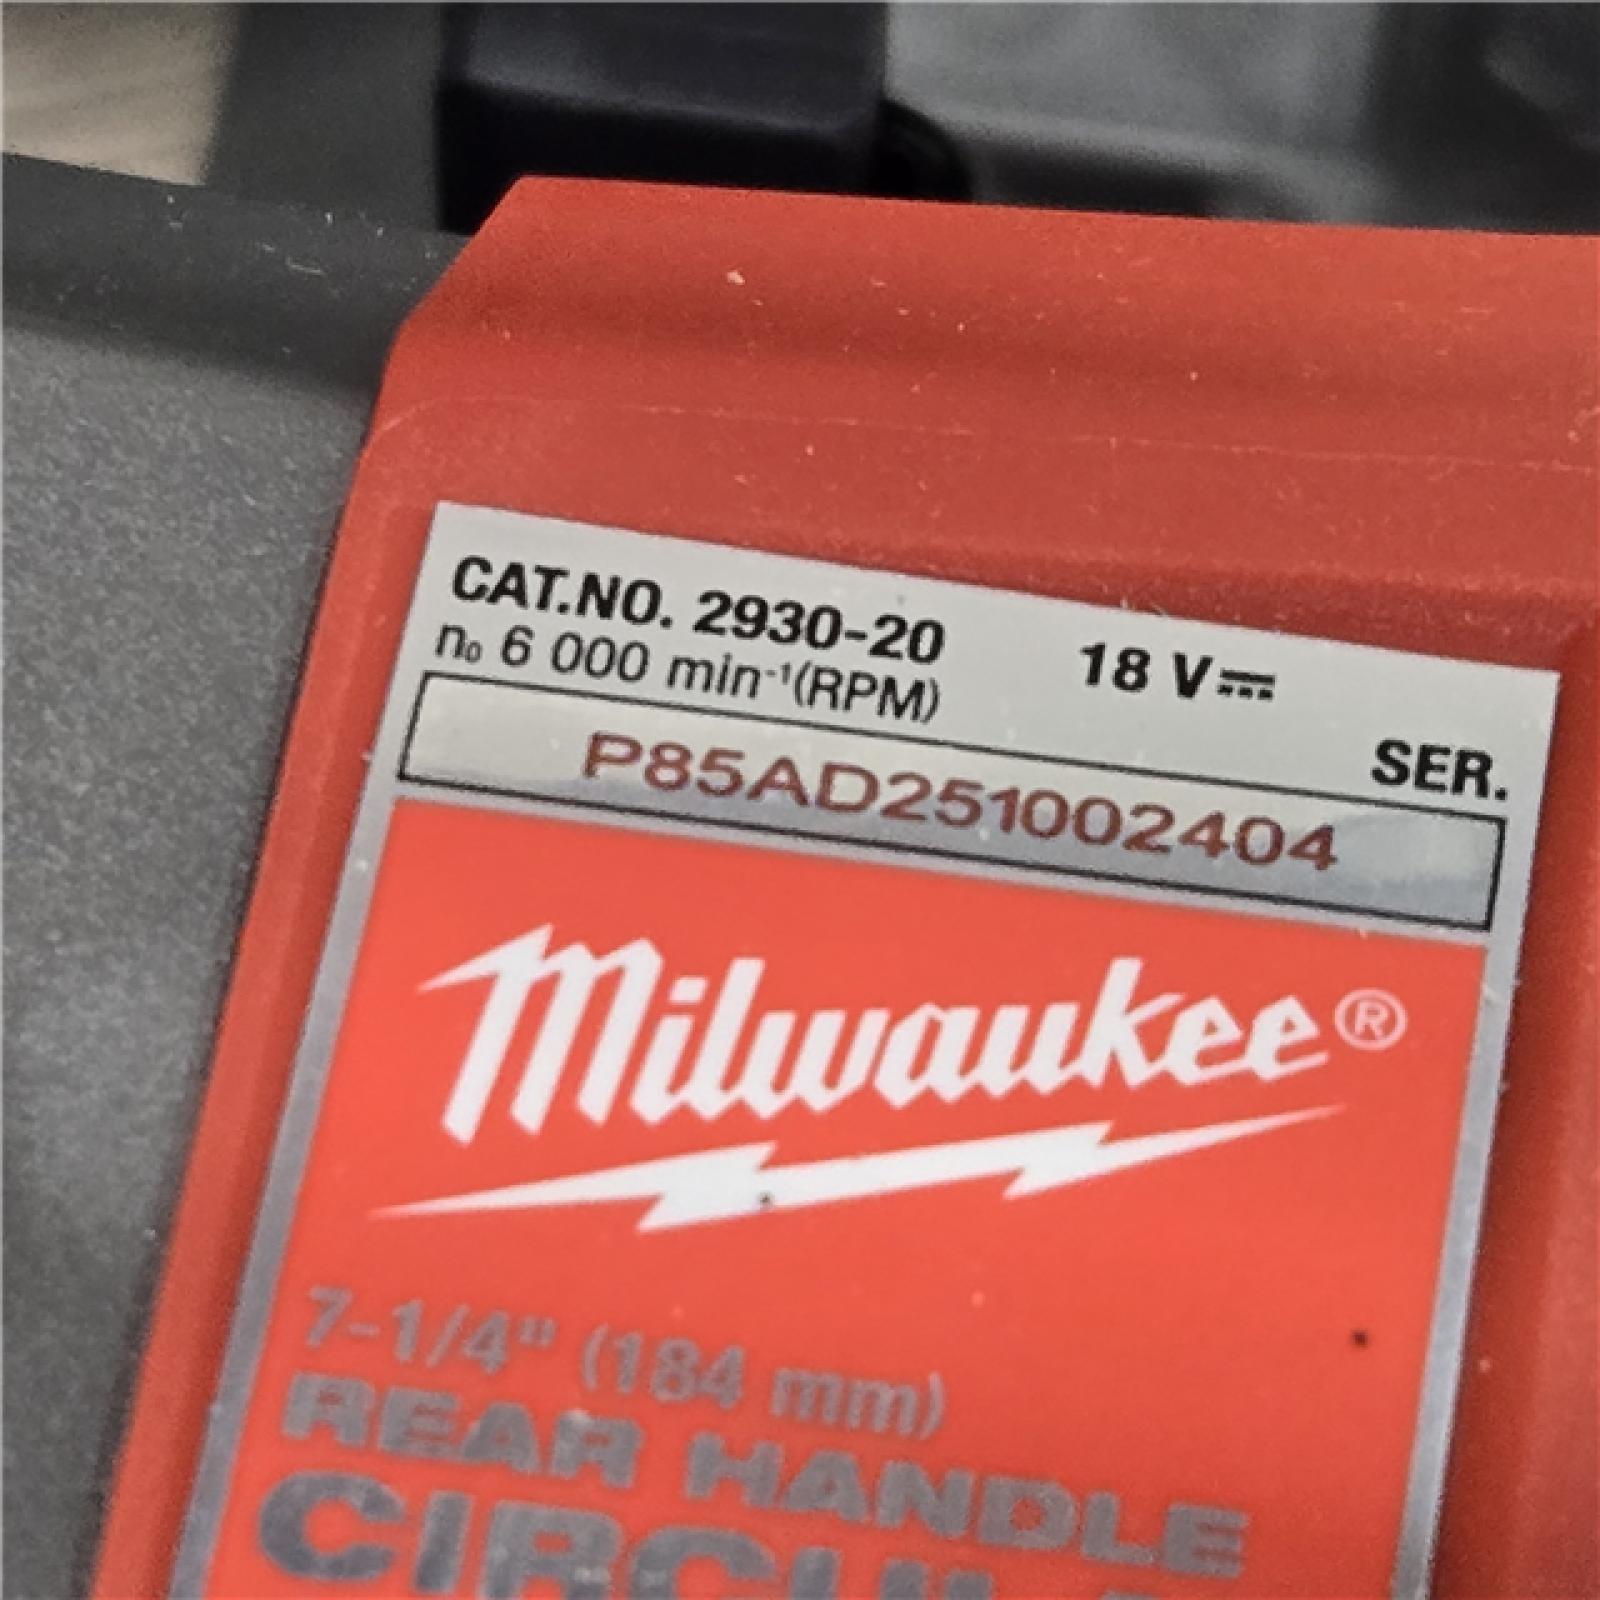 CAT.NO. 2930-20 18 V⎓
n₀ 6 000 min⁻¹(RPM) SER.
P85AD251002404
Milwaukee®
7-1/4" (184 mm)
REAR HANDLE